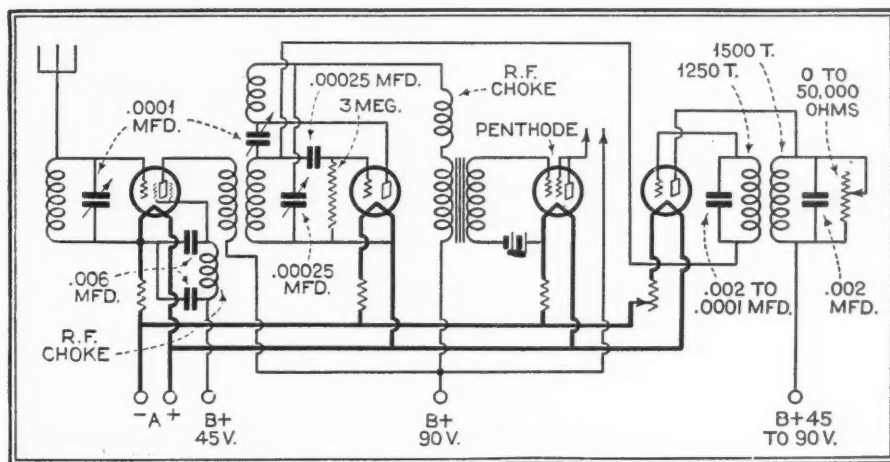 .0001
MFD.
.00025 MFD.
3 MEG.
R.F.
CHOKE
PENTHODE
1500 T.
1250 T.
0 TO
50,000
OHMS
.006
MFD.
.00025
MFD.
.002 TO
.0001 MFD.
.002
MFD.
R.F.
CHOKE
- A +
B+
45 V.
B+
90 V.
B+45
TO 90 V.